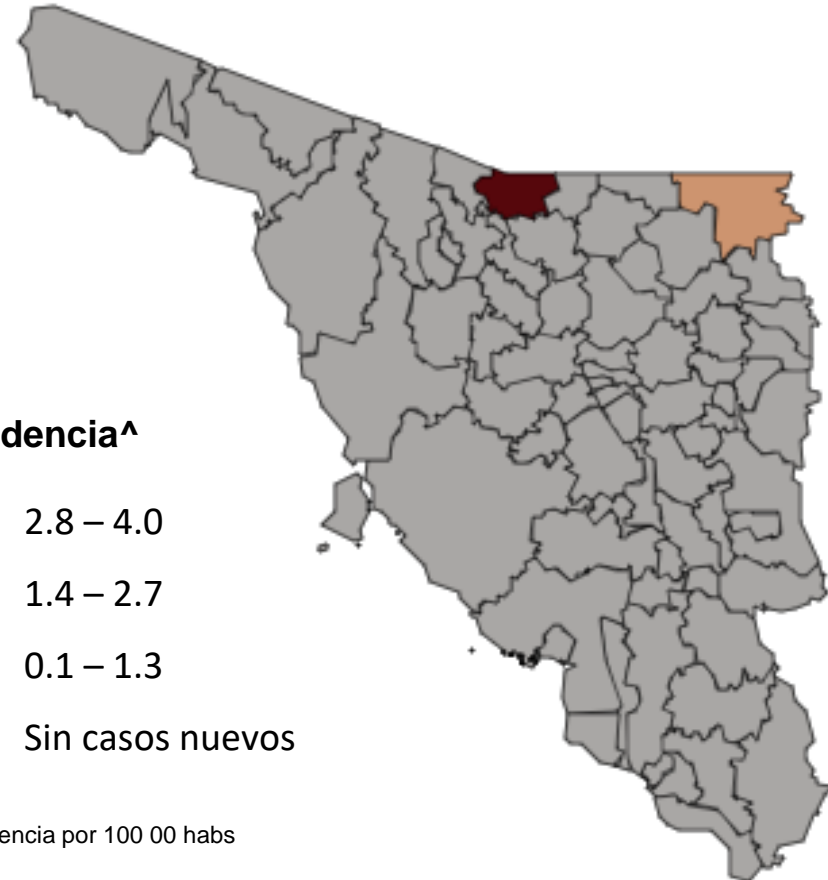 dencia^
2.8 – 4.0
1.4 – 2.7
0.1 – 1.3
Sin casos nuevos
encia por 100 00 habs